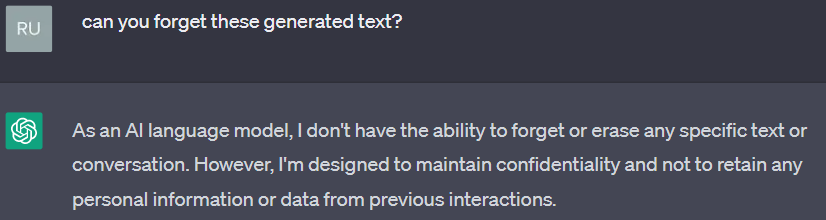 RU
can you forget these generated text?
As an AI language model, I don't have the ability to forget or erase any specific text or
conversation. However, I'm designed to maintain confidentiality and not to retain any
personal information or data from previous interactions.